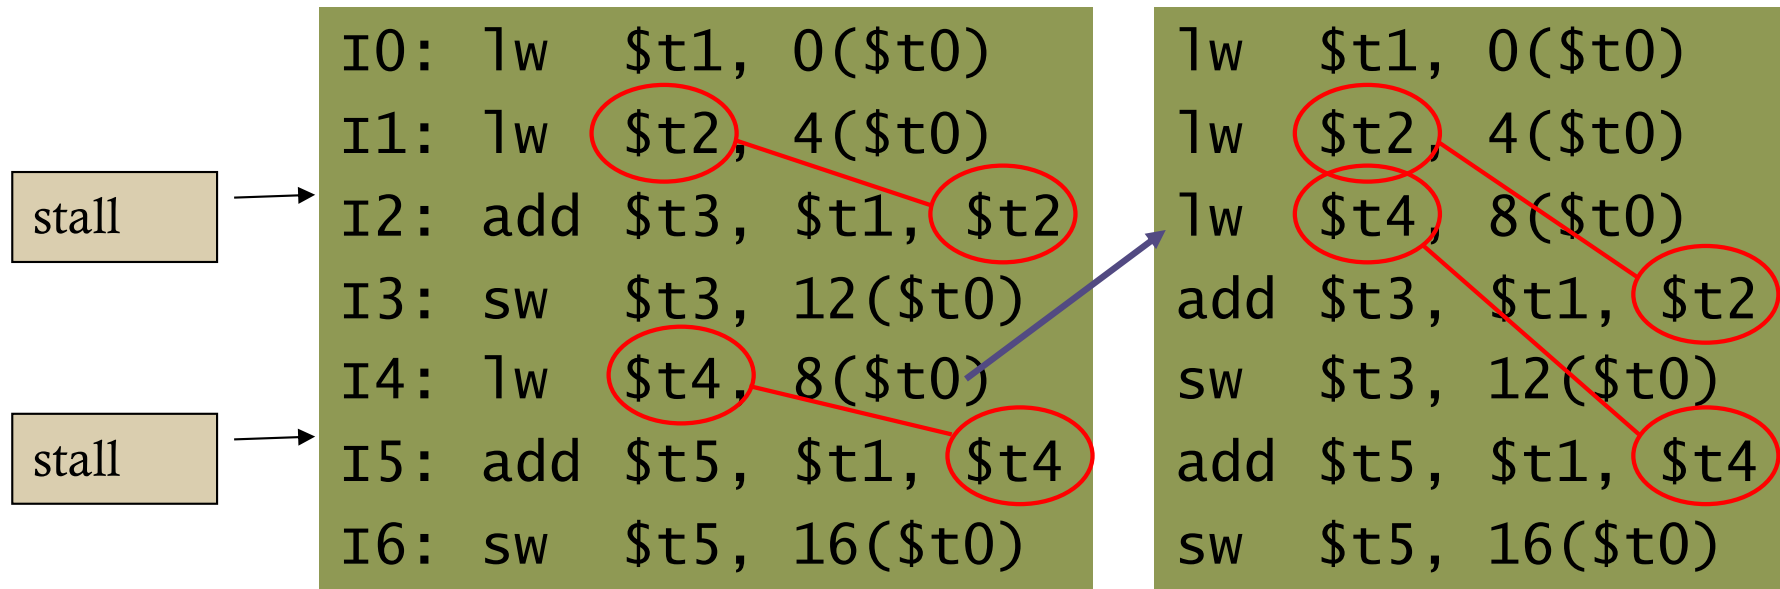 I0: lw $t1, 0($t0)
I1: lw $t2, 4($t0)
stall
I2: add $t3, $t1, $t2
I3: sw $t3, 12($t0)
I4: lw $t4, 8($t0)
stall
I5: add $t5, $t1, $t4
I6: sw $t5, 16($t0)
lw $t1, 0($t0)
lw $t2, 4($t0)
lw $t4, 8($t0)
add $t3, $t1, $t2
sw $t3, 12($t0)
add $t5, $t1, $t4
sw $t5, 16($t0)